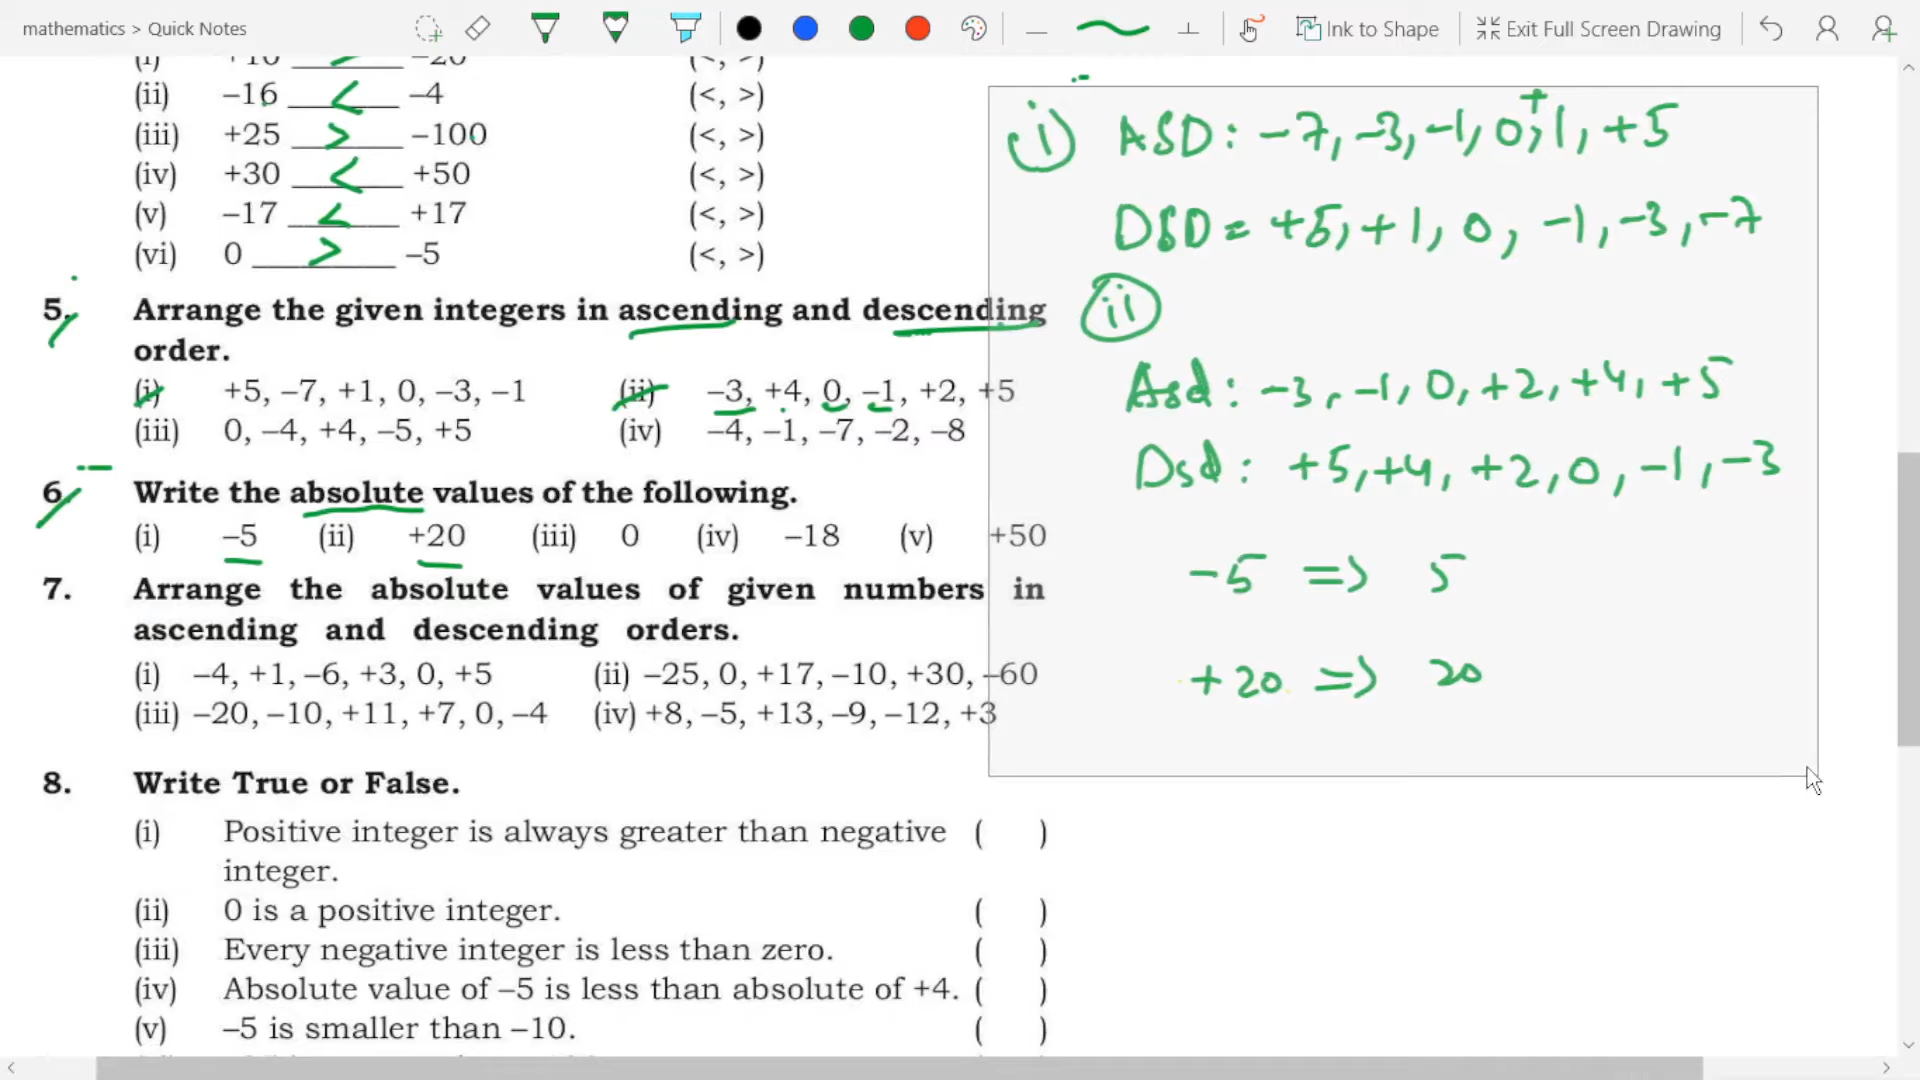 mathematics > Quick Notes
Ink to Shape
Exit Full Screen Drawing
(i) +10 > −20 (<, >)
(ii) −16 < −4 (<, >)
(iii) +25 > −100 (<, >)
(iv) +30 < +50 (<, >)
(v) −17 < +17 (<, >)
(vi) 0 > −5 (<, >)
5. Arrange the given integers in ascending and descending
order.
(i) +5, −7, +1, 0, −3, −1 (ii) −3, +4, 0, −1, +2, +5
(iii) 0, −4, +4, −5, +5 (iv) −4, −1, −7, −2, −8
6. Write the absolute values of the following.
(i) −5 (ii) +20 (iii) 0 (iv) −18 (v) +50
7. Arrange the absolute values of given numbers in
ascending and descending orders.
(i) −4, +1, −6, +3, 0, +5 (ii) −25, 0, +17, −10, +30, −60
(iii) −20, −10, +11, +7, 0, −4 (iv) +8, −5, +13, −9, −12, +3
8. Write True or False.
(i) Positive integer is always greater than negative ( )
integer.
(ii) 0 is a positive integer. ( )
(iii) Every negative integer is less than zero. ( )
(iv) Absolute value of −5 is less than absolute of +4. ( )
(v) −5 is smaller than −10. ( )
i) ASD: −7, −3, −1, 0, +1, +5
DSD = +5, +1, 0, −1, −3, −7
ii
Asd: −3, −1, 0, +2, +4, +5
Dsd: +5, +4, +2, 0, −1, −3
−5 => 5
+20 => 20